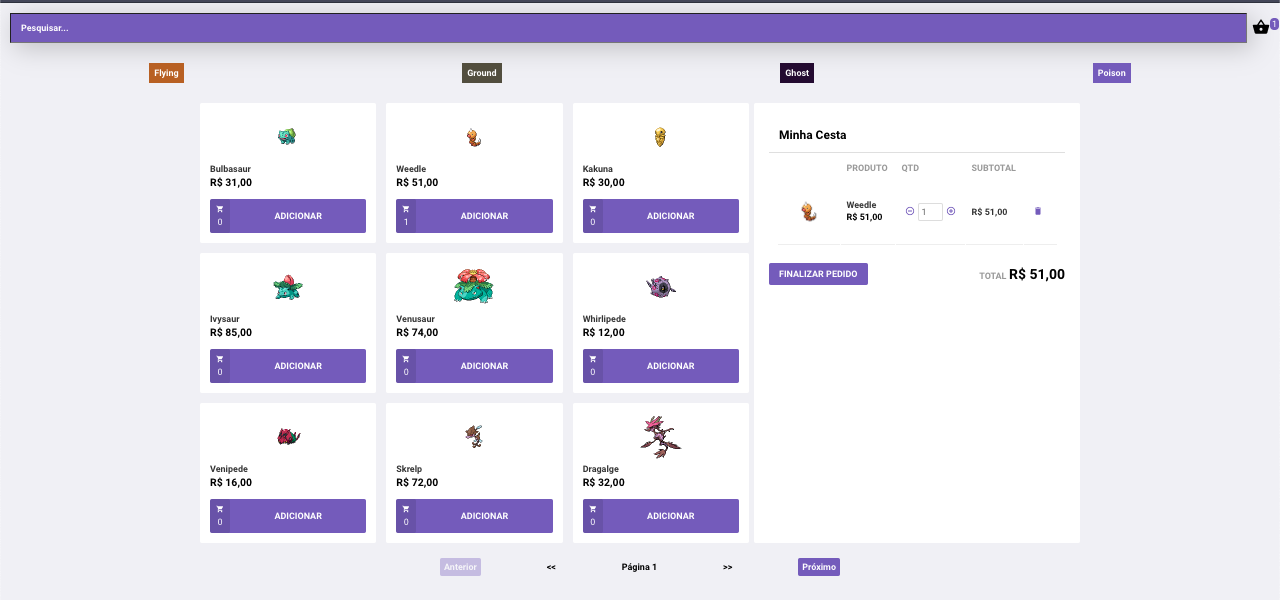 Pesquisar...
1
Flying
Ground
Ghost
Poison
Bulbasaur
R$ 31,00
0
ADICIONAR
Weedle
R$ 51,00
1
ADICIONAR
Kakuna
R$ 30,00
0
ADICIONAR
Ivysaur
R$ 85,00
0
ADICIONAR
Venusaur
R$ 74,00
0
ADICIONAR
Whirlipede
R$ 12,00
0
ADICIONAR
Venipede
R$ 16,00
0
ADICIONAR
Skrelp
R$ 72,00
0
ADICIONAR
Dragalge
R$ 32,00
0
ADICIONAR
Minha Cesta
PRODUTO QTD SUBTOTAL
Weedle
R$ 51,00
1
R$ 51,00
FINALIZAR PEDIDO
TOTAL R$ 51,00
Anterior
<<
Página 1
>>
Próximo